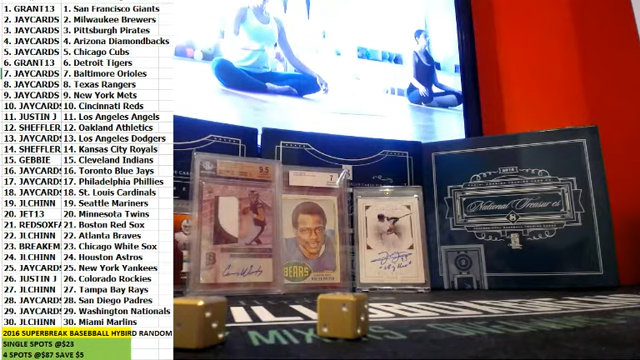 1. GRANT13 1. San Francisco Giants
2. JAYCARDS 2. Milwaukee Brewers
3. JAYCARDS 3. Pittsburgh Pirates
4. JAYCARDS 4. Arizona Diamondbacks
5. JAYCARDS 5. Chicago Cubs
6. GRANT13 6. Detroit Tigers
7. JAYCARDS 7. Baltimore Orioles
8. JAYCARDS 8. Texas Rangers
9. JAYCARDS 9. New York Mets
10. JAYCARD 10. Cincinnati Reds
11. JUSTIN J 11. Los Angeles Angels
12. SHEFFLER 12. Oakland Athletics
13. JAYCARD 13. Los Angeles Dodgers
14. SHEFFLER 14. Kansas City Royals
15. GEBBIE 15. Cleveland Indians
16. JAYCARD 16. Toronto Blue Jays
17. JAYCARD 17. Philadelphia Phillies
18. JAYCARD 18. St. Louis Cardinals
19. JLCHINN 19. Seattle Mariners
20. JET13 20. Minnesota Twins
21. REDSOXFA 21. Boston Red Sox
22. JLCHINN 22. Atlanta Braves
23. BREAKEM 23. Chicago White Sox
24. JLCHINN 24. Houston Astros
25. JAYCARD 25. New York Yankees
26. JUSTIN J 26. Colorado Rockies
27. JLCHINN 27. Tampa Bay Rays
28. JAYCARD 28. San Diego Padres
29. JAYCARD 29. Washington Nationals
30. JLCHINN 30. Miami Marlins
2016 SUPERBREAK BASEBBALL HYBIRD RANDOM
SINGLE SPOTS @$23
4 SPOTS @$87 SAVE $5
9.5
7
BEARS
National Treasures